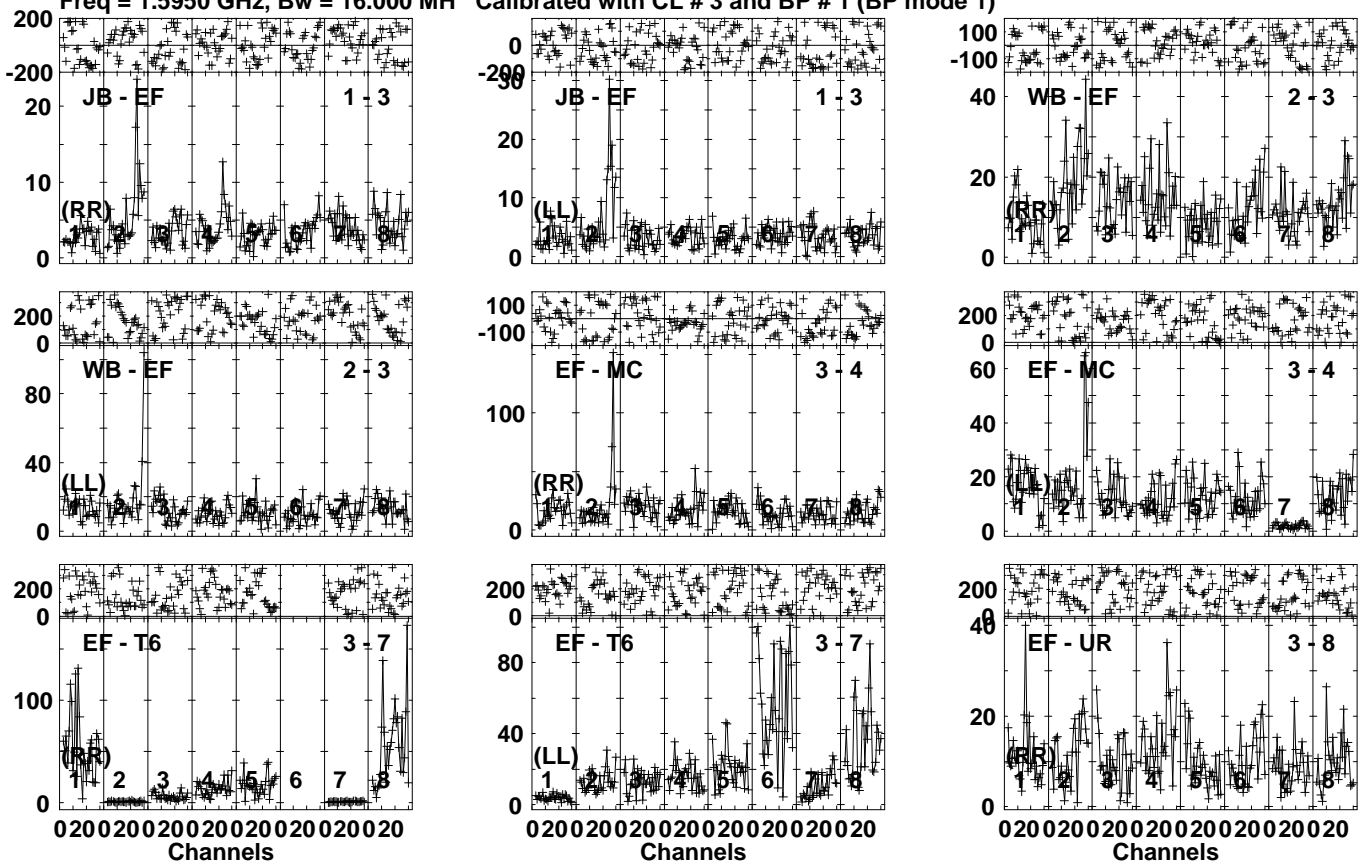 Freq = 1.5950 GHz, Bw = 16.000 MH Calibrated with CL # 3 and BP # 1 (BP mode 1)
200
-200
20
10
0
JB - EF 1 - 3
(RR)
1 2 3 4 5 6 7 8
0
-200
30
20
10
0
JB - EF 1 - 3
(LL)
1 2 3 4 5 6 7 8
100
-100
40
20
0
WB - EF 2 - 3
(RR)
1 2 3 4 5 6 7 8
200
0
80
40
0
WB - EF 2 - 3
(LL)
1 2 3 4 5 6 7 8
100
-100
100
0
EF - MC 3 - 4
(RR)
1 2 3 4 5 6 7 8
200
0
60
40
20
0
EF - MC 3 - 4
(LL)
1 2 3 4 5 6 7 8
200
0
100
0
EF - T6 3 - 7
(RR)
1 2 3 4 5 6 7 8
0 20 0 20 0 20 0 20 0 20 0 20 0 20 0 20
Channels
200
0
80
40
0
EF - T6 3 - 7
(LL)
1 2 3 4 5 6 7 8
0 20 0 20 0 20 0 20 0 20 0 20 0 20 0 20
Channels
200
0
40
20
0
EF - UR 3 - 8
(RR)
1 2 3 4 5 6 7 8
0 20 0 20 0 20 0 20 0 20 0 20 0 20 0 20
Channels